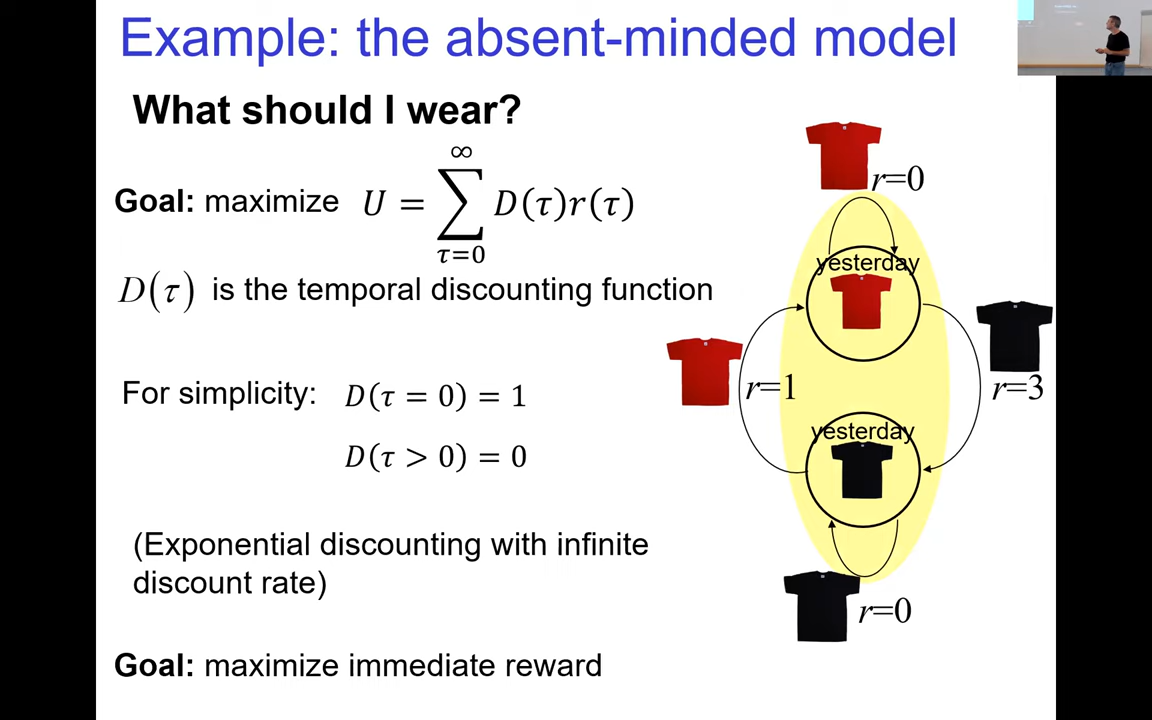 Example: the absent-minded model
What should I wear?
Goal: maximize U = ∑_{τ=0}^{∞} D(τ)r(τ)
D(τ) is the temporal discounting function
For simplicity: D(τ = 0) = 1
D(τ > 0) = 0
(Exponential discounting with infinite
discount rate)
Goal: maximize immediate reward
r=0
yesterday
r=1
r=3
yesterday
r=0